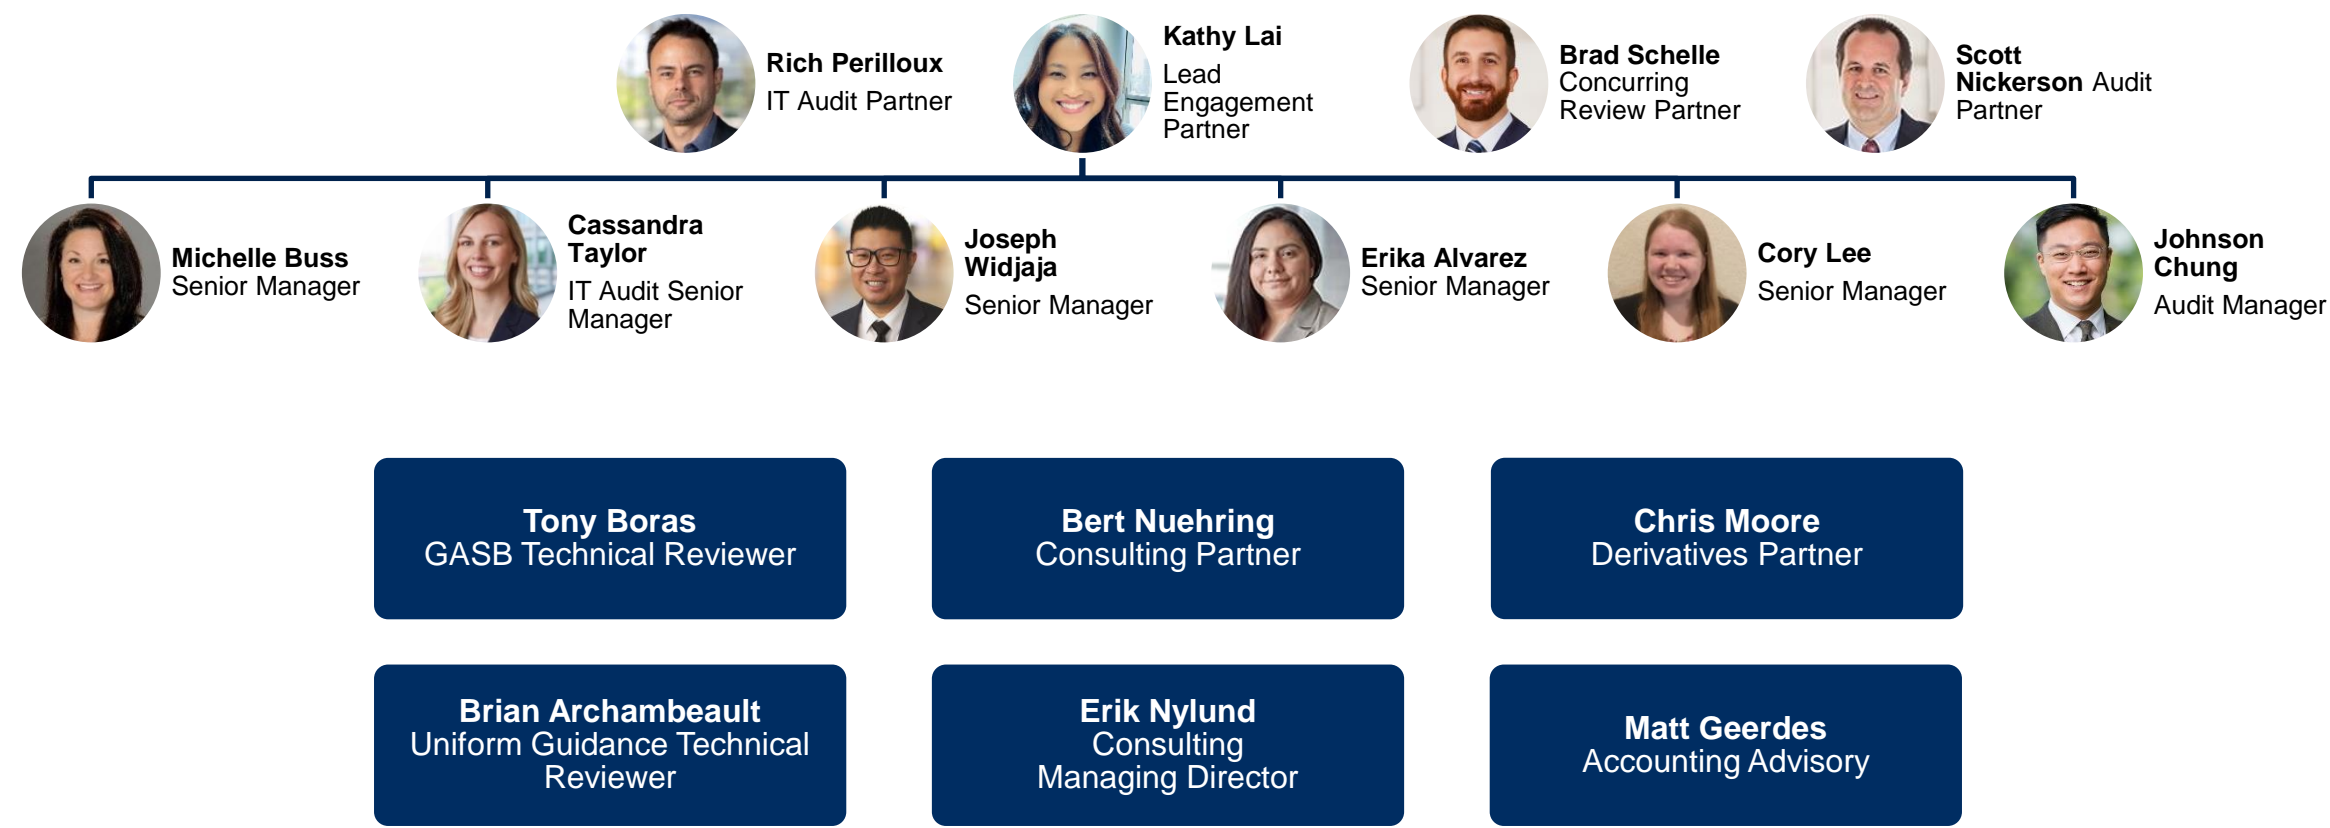 Rich Perilloux
IT Audit Partner
Kathy Lai
Lead
Engagement
Partner
Brad Schelle
Concurring
Review Partner
Scott
Nickerson Audit
Partner
Michelle Buss
Senior Manager
Cassandra
Taylor
IT Audit Senior
Manager
Joseph
Widjaja
Senior Manager
Erika Alvarez
Senior Manager
Cory Lee
Senior Manager
Johnson
Chung
Audit Manager
Tony Boras
GASB Technical Reviewer
Bert Nuehring
Consulting Partner
Chris Moore
Derivatives Partner
Brian Archambeault
Uniform Guidance Technical
Reviewer
Erik Nylund
Consulting
Managing Director
Matt Geerdes
Accounting Advisory